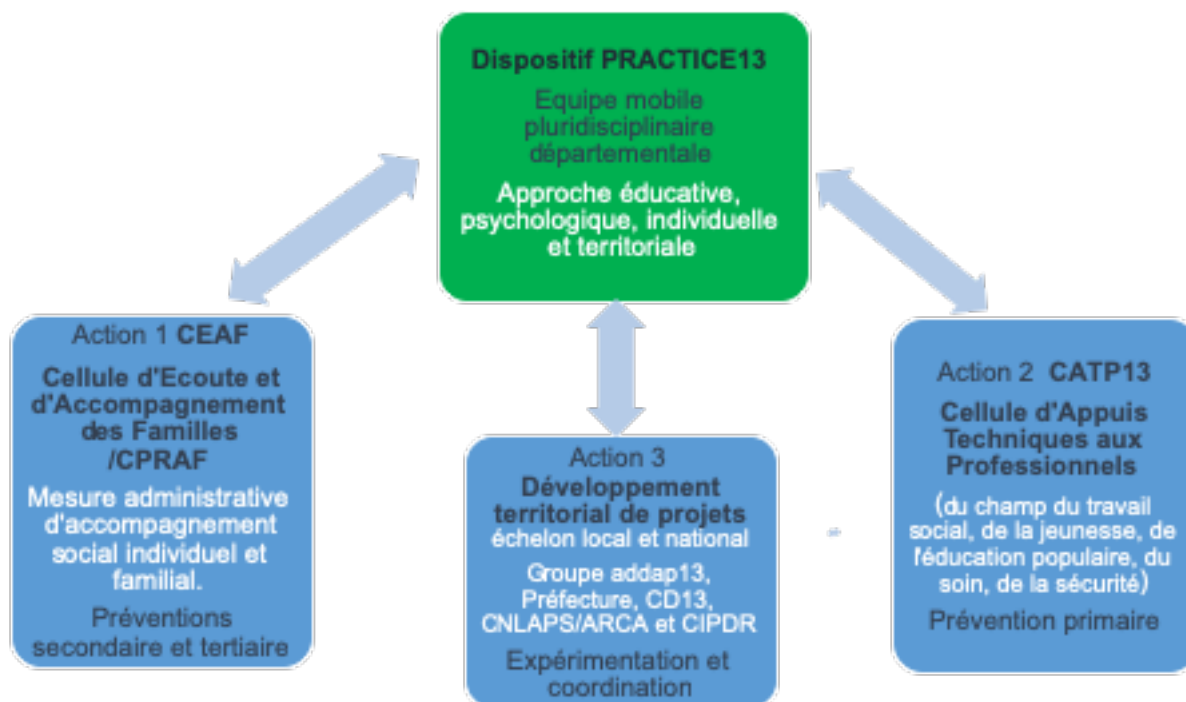 Dispositif PRACTICE13
Equipe mobile
pluridisciplinaire
départementale
Approche éducative,
psychologique, individuelle
et territoriale
Action 1 CEAF
Cellule d'Ecoute et
d'Accompagnement
des Familles
/CPRAF
Mesure administrative
d'accompagnement
social individuel et
familial.
Préventions
secondaire et tertiaire
Action 3
Développement
territorial de projets
échelon local et national
Groupe addap13,
Préfecture, CD13,
CNLAPS/ARCA et CIPDR
Expérimentation et
coordination
Action 2 CATP13
Cellule d'Appuis
Techniques aux
Professionnels
(du champ du travail
social, de la jeunesse, de
l'éducation populaire, du
soin, de la sécurité)
Prévention primaire